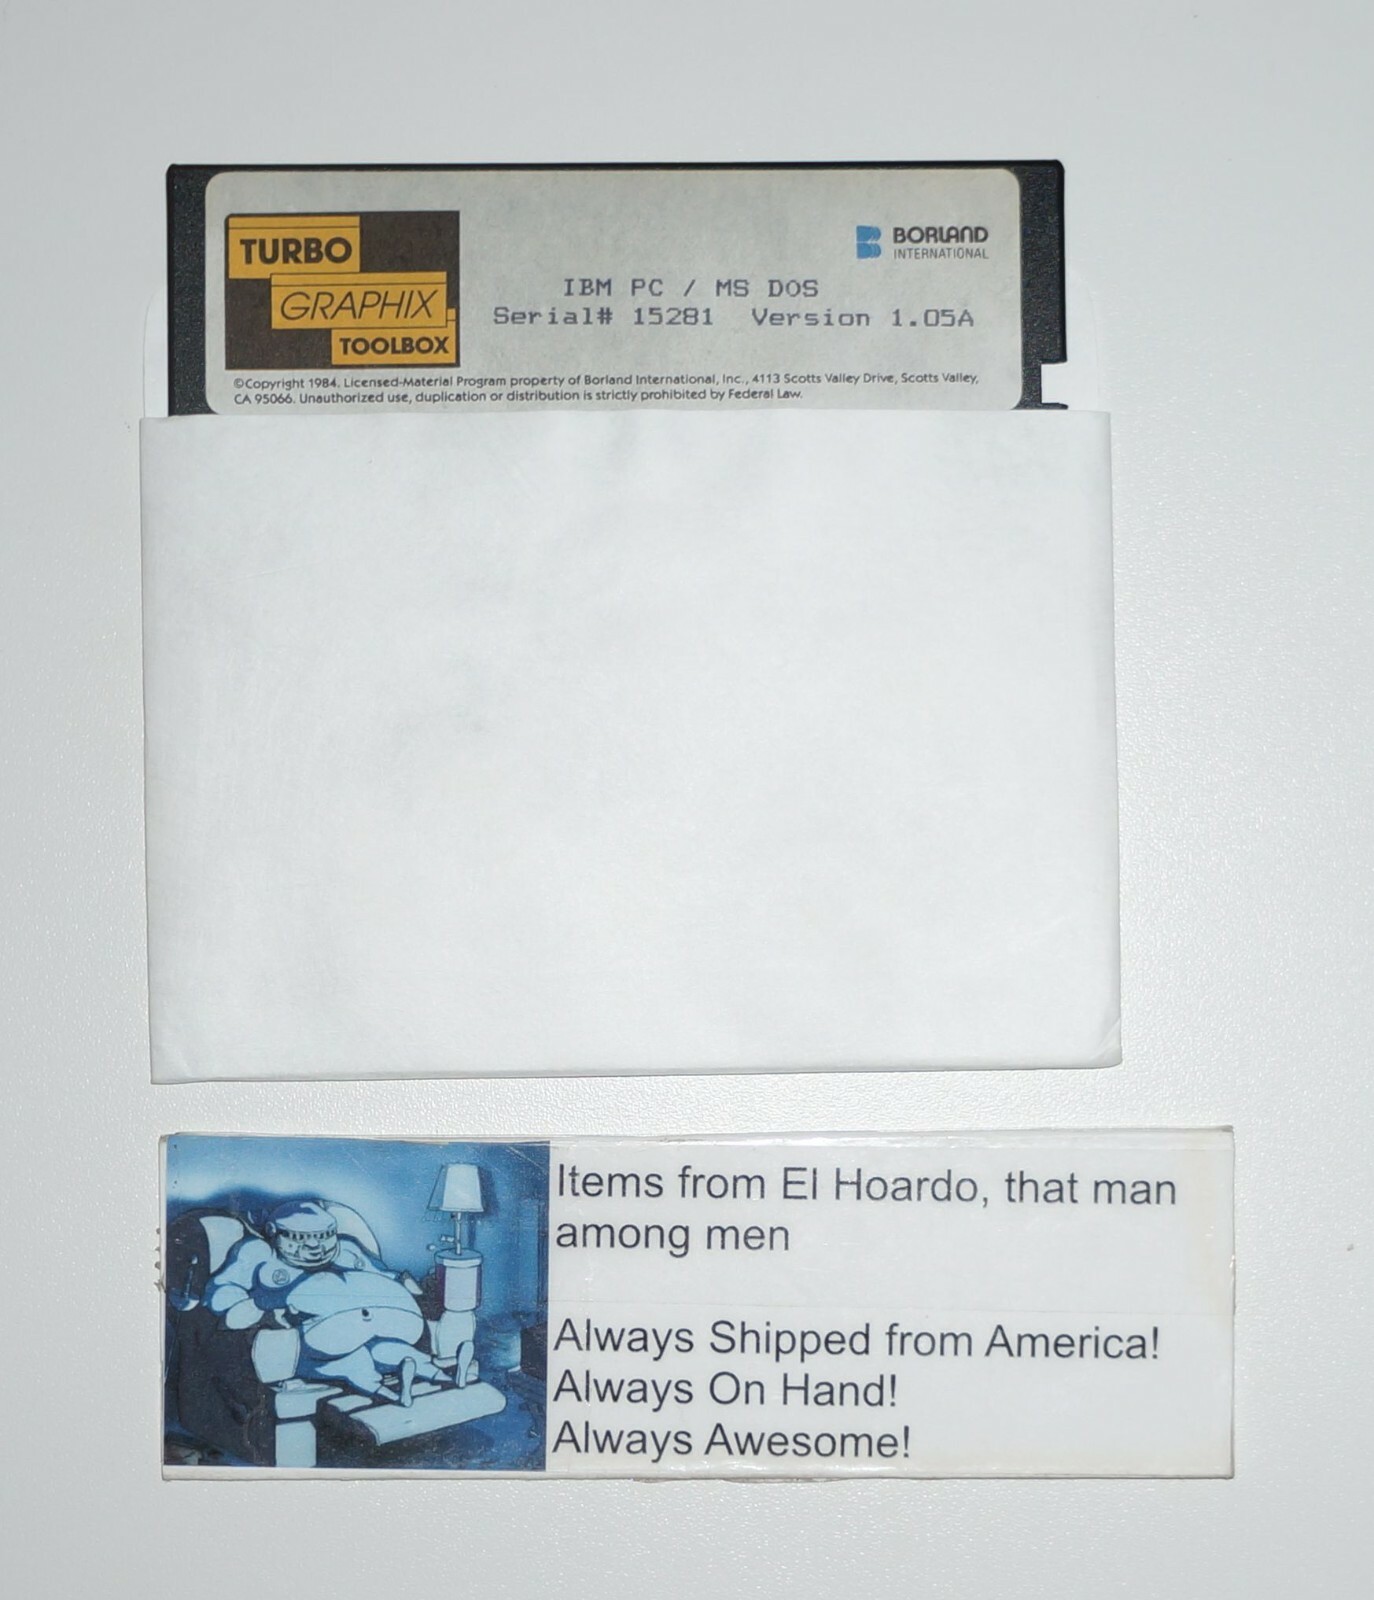 TURBO
GRAPHIX
TOOLBOX
BORLAND
INTERNATIONAL
IBM PC / MS DOS
Serial# 15281 Version 1.05A
©Copyright 1984. Licensed-Material Program property of Borland International, Inc., 4113 Scotts Valley Drive, Scotts Valley,
CA 95066. Unauthorized use, duplication or distribution is strictly prohibited by Federal Law.
Items from El Hoardo, that man
among men
Always Shipped from America!
Always On Hand!
Always Awesome!